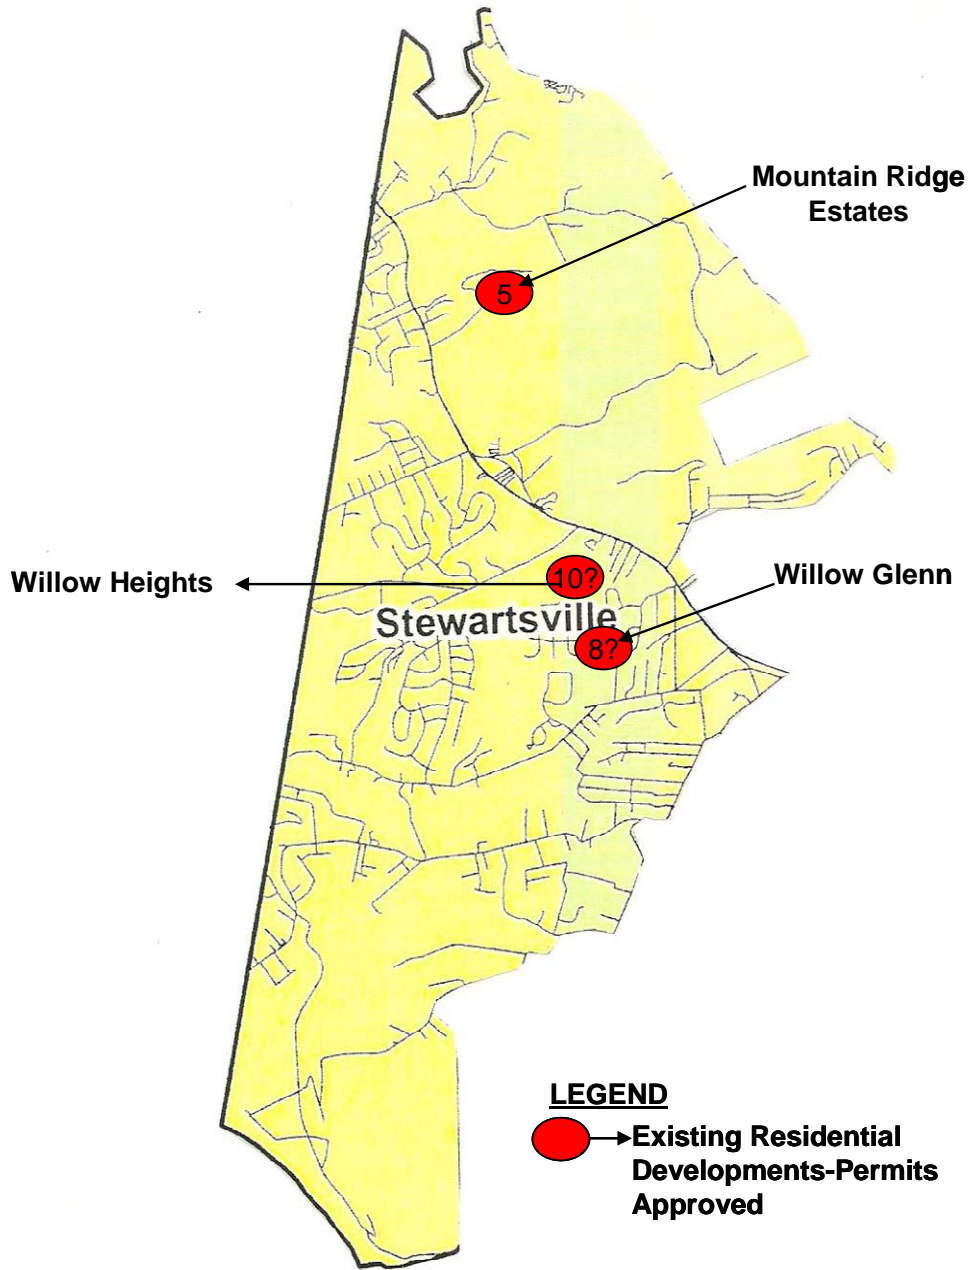 Mountain Ridge
Estates
5
10?
Willow Heights
Willow Glenn
Stewartsville
8?
LEGEND
Existing Residential
Developments-Permits
Approved